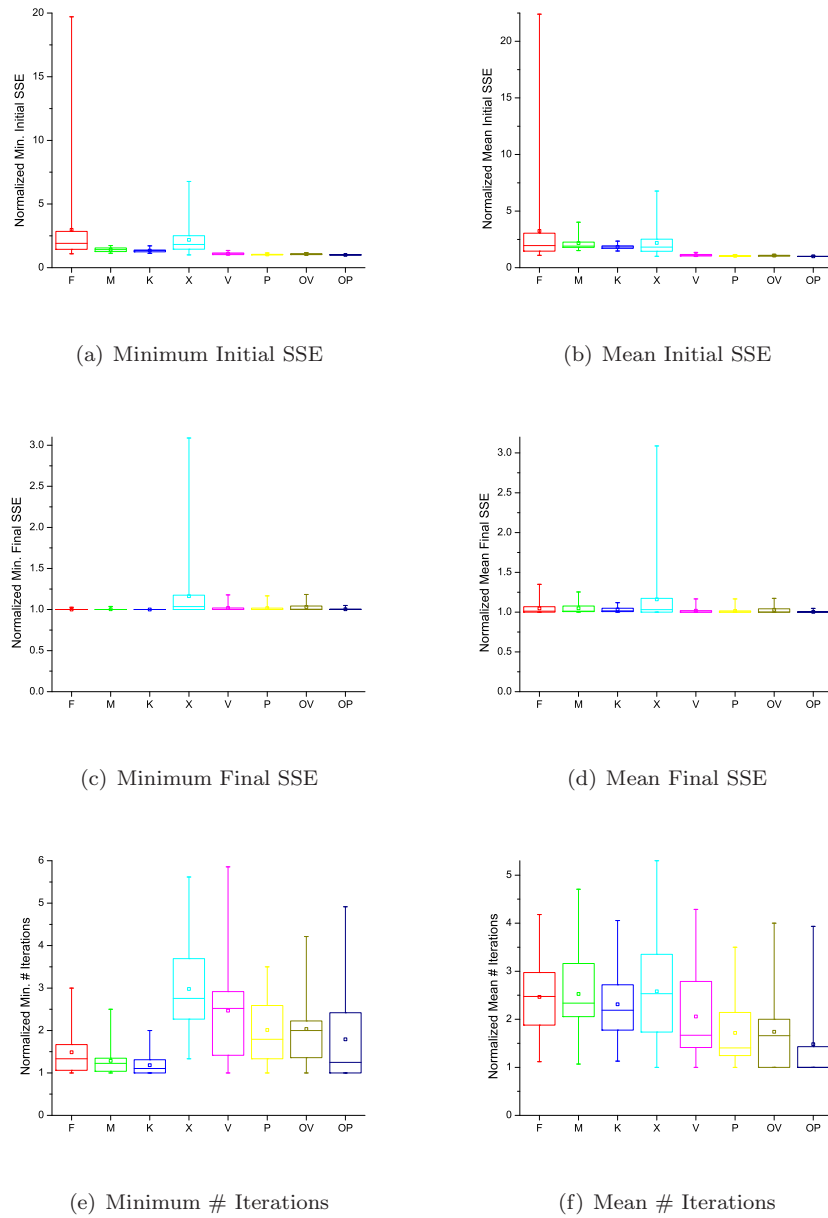 Normalized Min. Initial SSE
20
15
10
5
0
F M K X V P OV OP
(a) Minimum Initial SSE
Normalized Mean Initial SSE
20
15
10
5
0
F M K X V P OV OP
(b) Mean Initial SSE
Normalized Min. Final SSE
3.0
2.5
2.0
1.5
1.0
0.5
0.0
F M K X V P OV OP
(c) Minimum Final SSE
Normalized Mean Final SSE
3.0
2.5
2.0
1.5
1.0
0.5
0.0
F M K X V P OV OP
(d) Mean Final SSE
Normalized Min. # Iterations
6
5
4
3
2
1
0
F M K X V P OV OP
(e) Minimum # Iterations
Normalized Mean # Iterations
5
4
3
2
1
0
F M K X V P OV OP
(f) Mean # Iterations